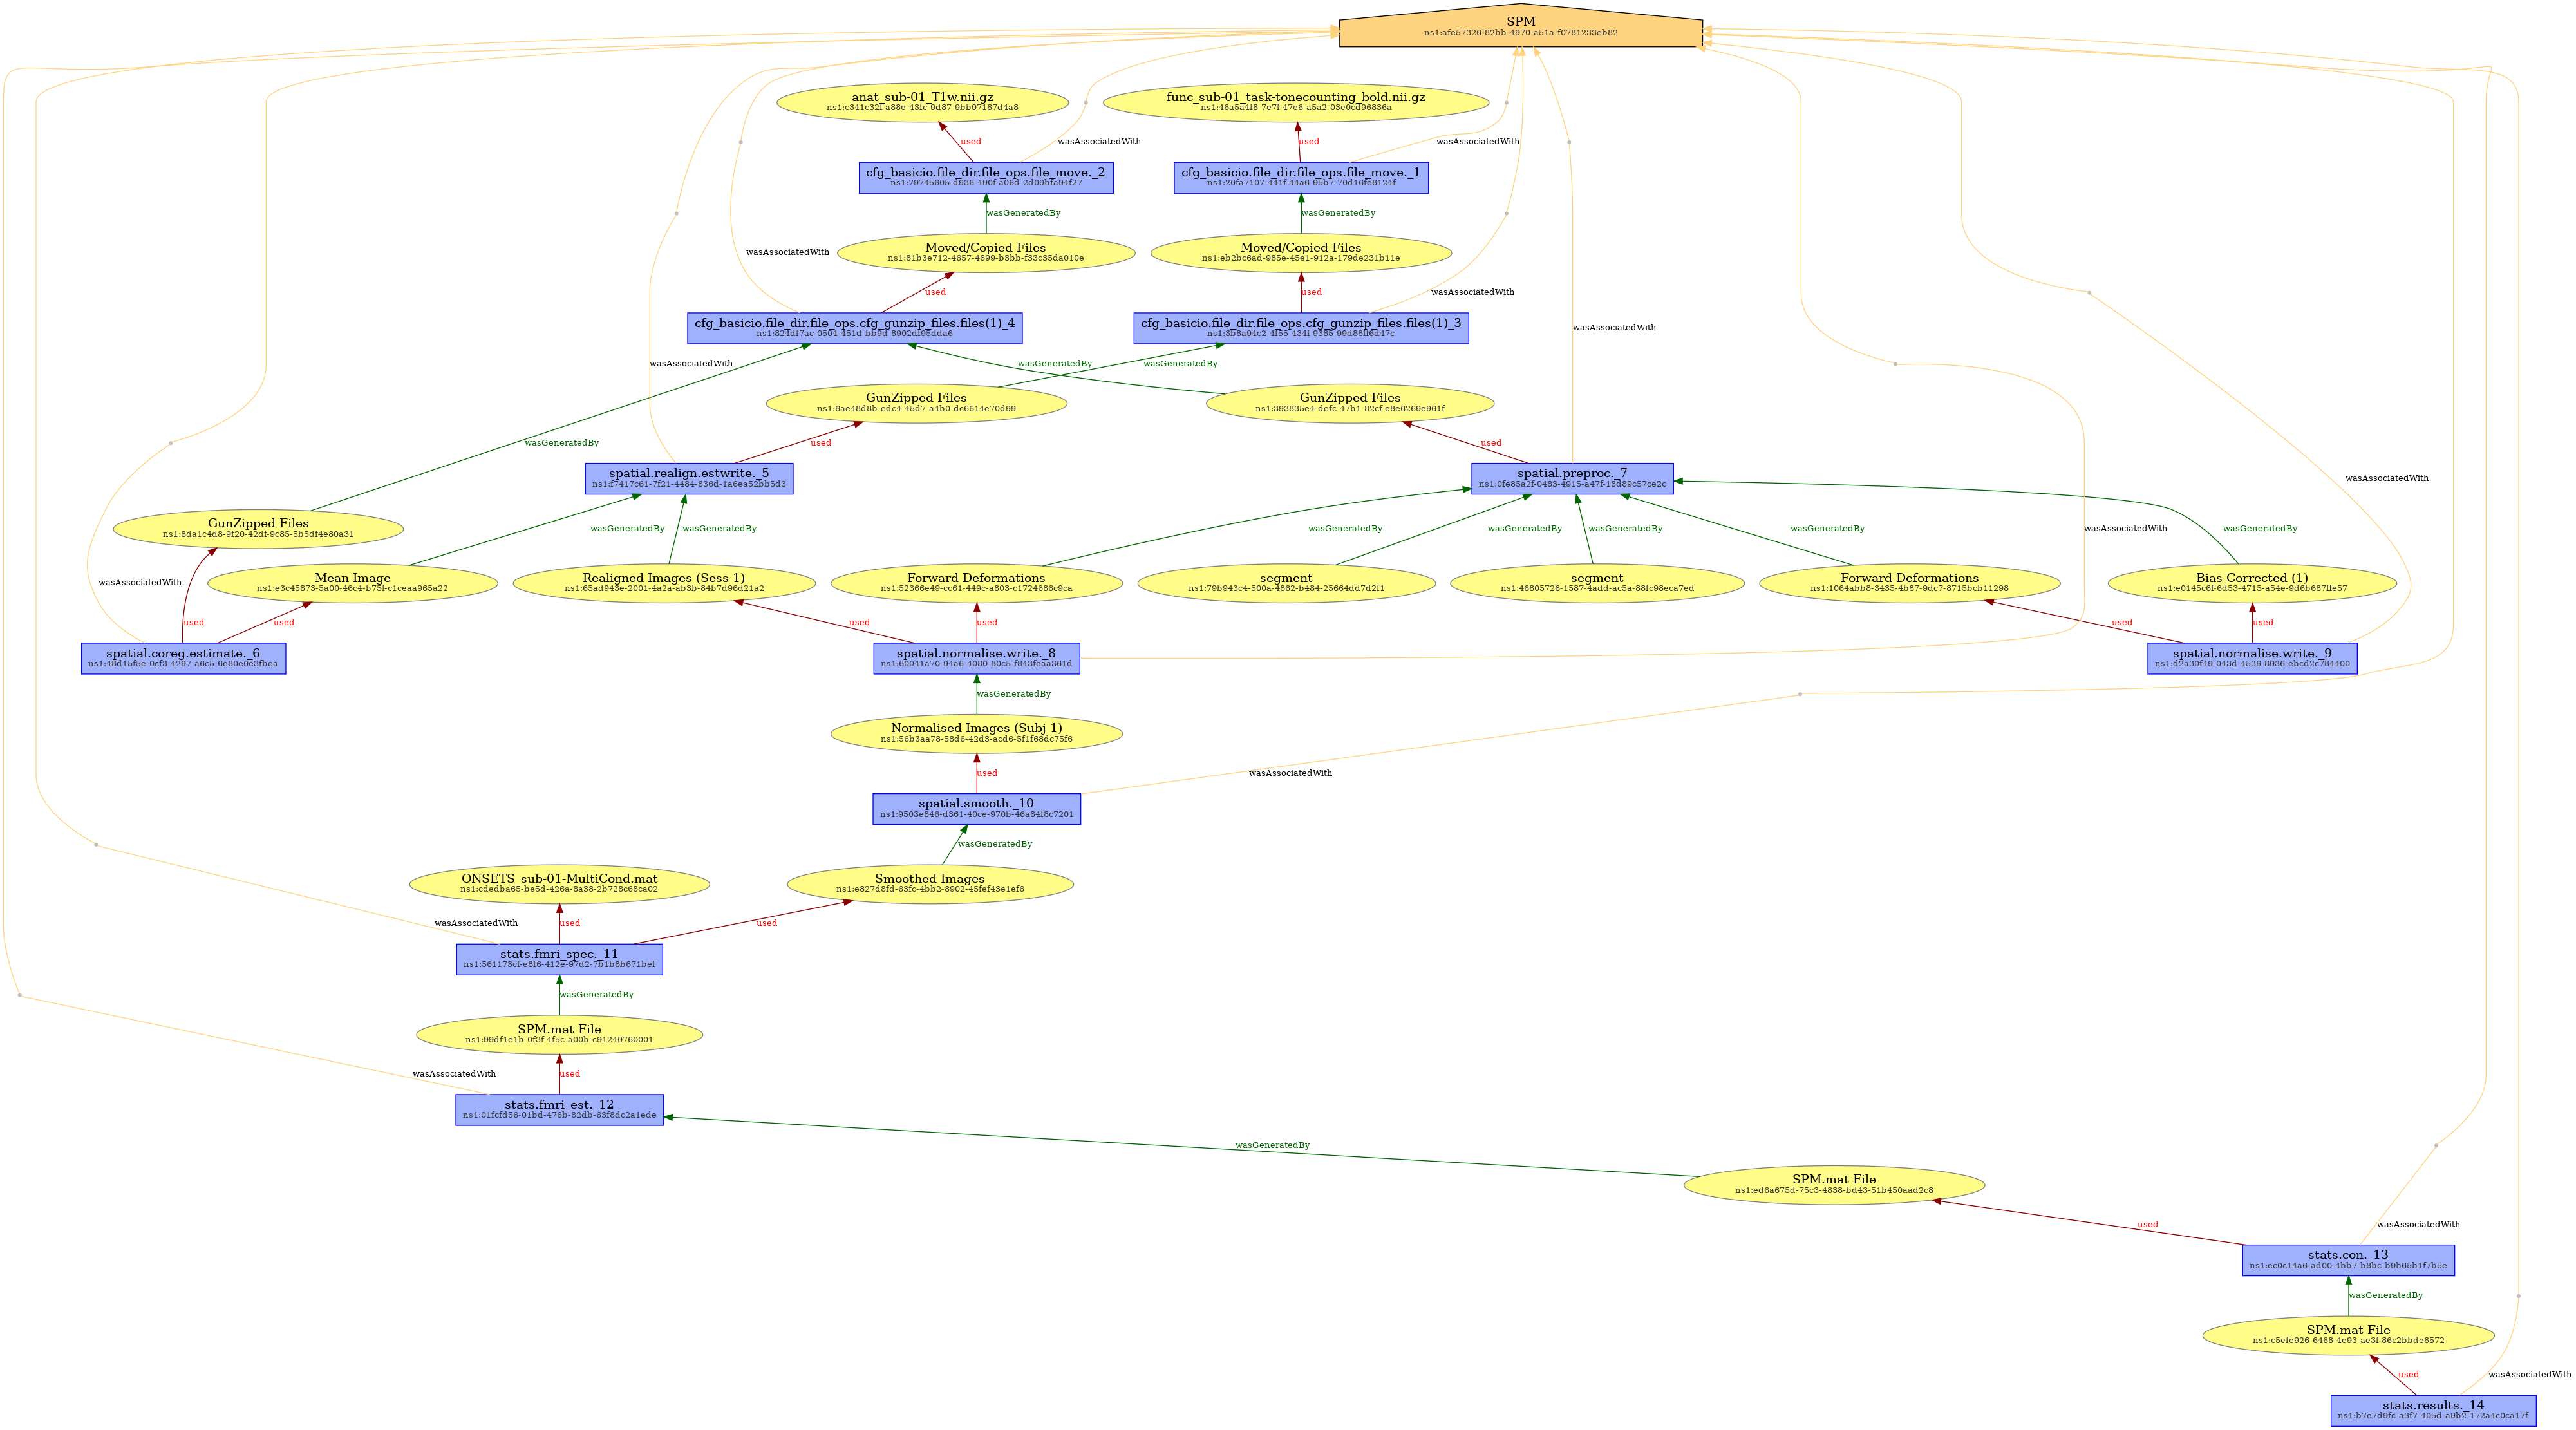 SPM
ns1:afe57326-82bb-4970-a51a-f0781233eb82
anat_sub-01_T1w.nii.gz
ns1:c341c32f-a88e-43fc-9d87-9bb97187d4a8
func_sub-01_task-tonecounting_bold.nii.gz
ns1:46a5a4f8-7e7f-47e6-a5a2-03e0cd96836a
used
wasAssociatedWith
used
wasAssociatedWith
cfg_basicio.file_dir.file_ops.file_move._2
ns1:79745605-d936-490f-a06d-2d09bfa94f27
cfg_basicio.file_dir.file_ops.file_move._1
ns1:20fa7107-441f-44a6-95b7-70d16fe8124f
wasGeneratedBy
wasGeneratedBy
Moved/Copied Files
ns1:81b3e712-4657-4699-b3bb-f33c35da010e
Moved/Copied Files
ns1:eb2bc6ad-985e-45e1-912a-179de231b11e
wasAssociatedWith
used
used
wasAssociatedWith
cfg_basicio.file_dir.file_ops.cfg_gunzip_files.files(1)_4
ns1:824df7ac-0504-451d-bb9d-8902df95dda6
cfg_basicio.file_dir.file_ops.cfg_gunzip_files.files(1)_3
ns1:3b8a94c2-4f55-434f-9385-99d88ff6d47c
wasAssociatedWith
wasAssociatedWith
wasGeneratedBy
wasGeneratedBy
GunZipped Files
ns1:6ae48d8b-edc4-45d7-a4b0-dc6614e70d99
GunZipped Files
ns1:393835e4-defc-47b1-82cf-e8e6269e961f
wasGeneratedBy
used
used
spatial.realign.estwrite._5
ns1:f7417c61-7f21-4484-836d-1a6ea52bb5d3
spatial.preproc._7
ns1:0fe85a2f-0483-4915-a47f-18d89c57ce2c
wasAssociatedWith
GunZipped Files
ns1:8da1c4d8-9f20-42df-9c85-5b5df4e80a31
wasGeneratedBy
wasGeneratedBy
wasGeneratedBy
wasGeneratedBy
wasGeneratedBy
wasGeneratedBy
wasAssociatedWith
wasGeneratedBy
wasAssociatedWith
Mean Image
ns1:e3c45873-5a00-46c4-b75f-c1ceaa965a22
Realigned Images (Sess 1)
ns1:65ad943e-2001-4a2a-ab3b-84b7d96d21a2
Forward Deformations
ns1:52366e49-cc61-449c-a803-c1724686c9ca
segment
ns1:79b943c4-500a-4862-b484-25664dd7d2f1
segment
ns1:46805726-1587-4add-ac5a-88fc98eca7ed
Forward Deformations
ns1:1064abb8-3435-4b87-9dc7-8715bcb11298
Bias Corrected (1)
ns1:e0145c6f-6d53-4715-a54e-9d6b687ffe57
used
used
used
used
used
used
spatial.coreg.estimate._6
ns1:48d15f5e-0cf3-4297-a6c5-6e80e0e3fbea
spatial.normalise.write._8
ns1:60041a70-94a6-4080-80c5-f843feaa361d
spatial.normalise.write._9
ns1:d2a30f49-043d-4536-8936-ebcd2c784400
wasGeneratedBy
Normalised Images (Subj 1)
ns1:56b3aa78-58d6-42d3-acd6-5f1f68dc75f6
used
wasAssociatedWith
spatial.smooth._10
ns1:9503e846-d361-40ce-970b-46a84f8c7201
wasGeneratedBy
ONSETS_sub-01-MultiCond.mat
ns1:cdedba65-be5d-426a-8a38-2b728c68ca02
Smoothed Images
ns1:e827d8fd-63fc-4bb2-8902-45fef43e1ef6
wasAssociatedWith
used
used
stats.fmri_spec._11
ns1:561173cf-e8f6-412e-97d2-7b1b8b671bef
wasGeneratedBy
SPM.mat File
ns1:99df1e1b-0f3f-4f5c-a00b-c91240760001
wasAssociatedWith
used
stats.fmri_est._12
ns1:01fcfd56-01bd-476b-82db-63f8dc2a1ede
wasGeneratedBy
SPM.mat File
ns1:ed6a675d-75c3-4838-bd43-51b450aad2c8
used
wasAssociatedWith
stats.con._13
ns1:ec0c14a6-ad00-4bb7-b8bc-b9b65b1f7b5e
wasGeneratedBy
SPM.mat File
ns1:c5efe926-6468-4e93-ae3f-86c2bbde8572
used
wasAssociatedWith
stats.results._14
ns1:b7e7d9fc-a3f7-405d-a9b2-172a4c0ca17f